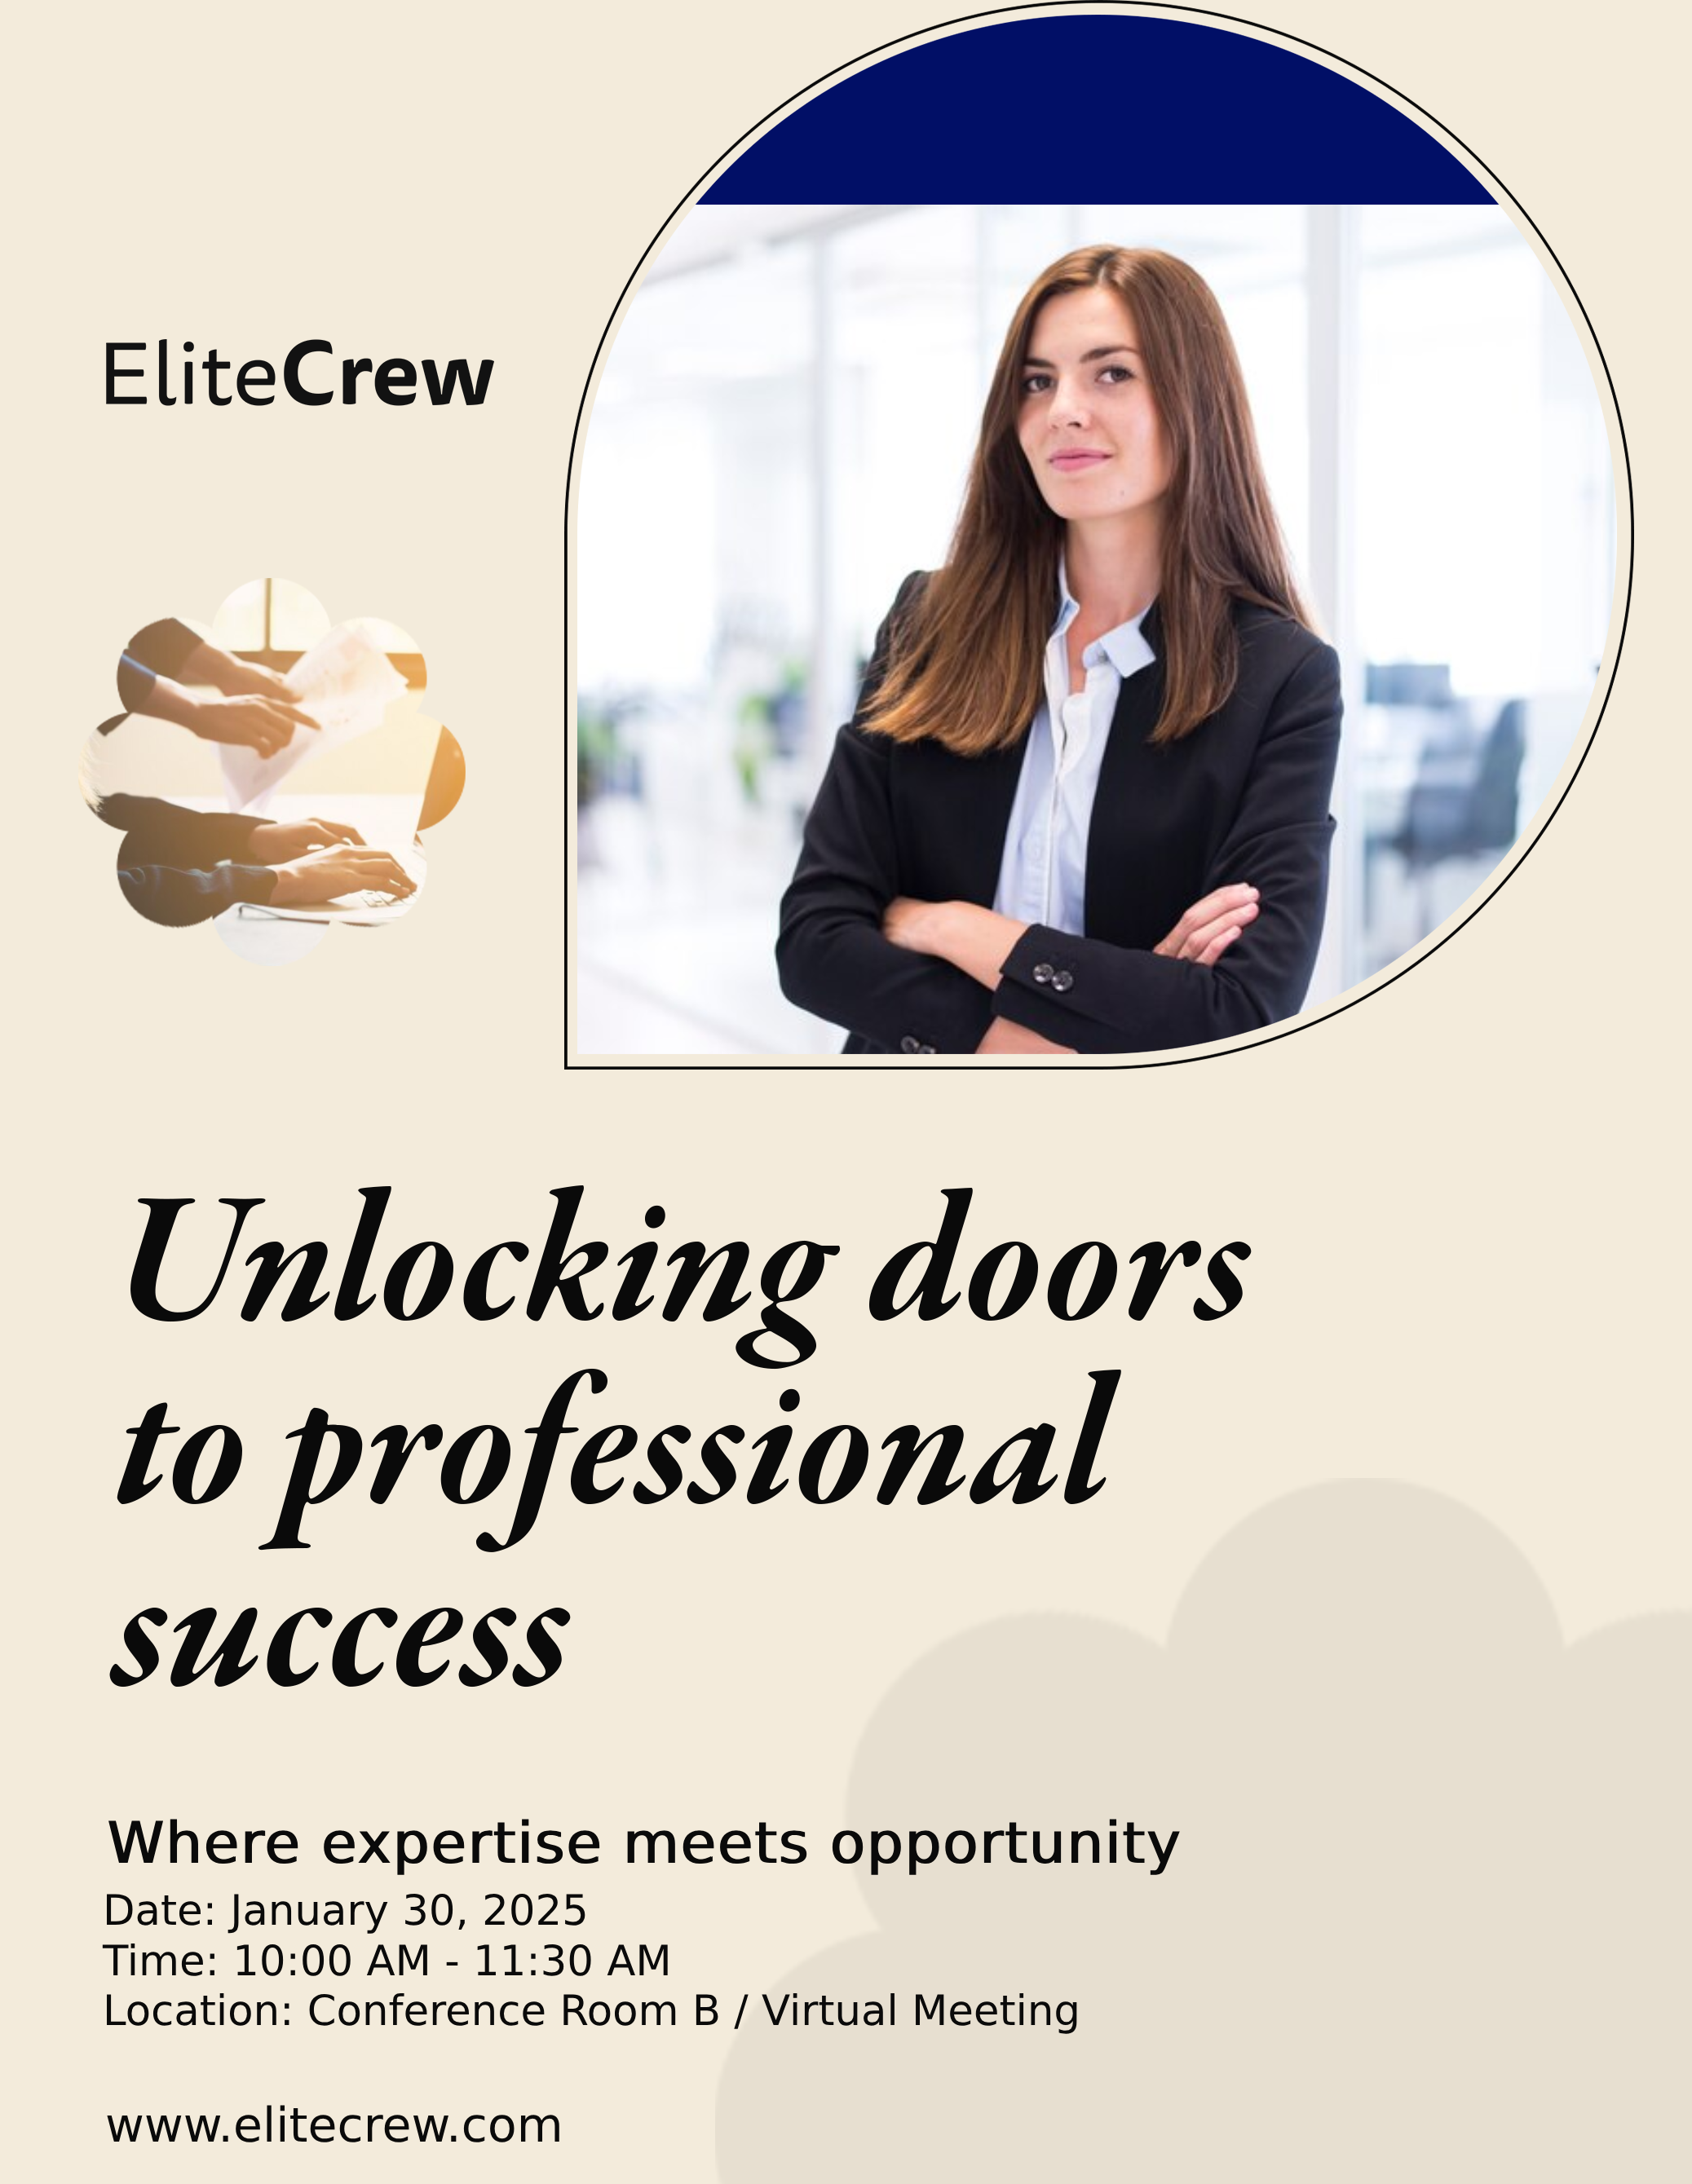 EliteCrew
Unlocking doors
to professional
success
Where expertise meets opportunity
Date: January 30, 2025
Time: 10:00 AM - 11:30 AM
Location: Conference Room B / Virtual Meeting
www.elitecrew.com